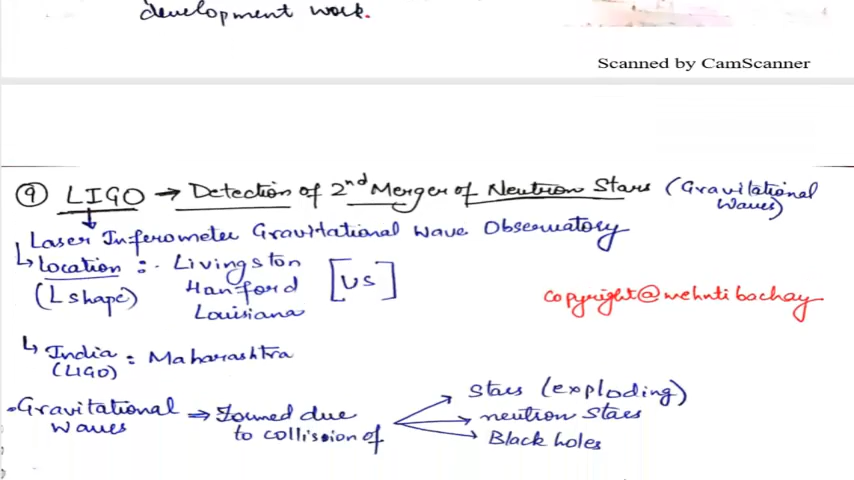 development work.
Scanned by CamScanner
⑨ LIGO → Detection of 2nd Merger of Neutron Stars (Gravitational Waves)
Laser Inferometer Gravitational Wave Observatory
Location :- Livingston
(L shape) Hanford [US]
Louisiana
copyright@mehnti bachay
India : Maharashtra
(LIGO)
Gravitational waves ⇒ Formed due to collission of
Stars (exploding)
neutron stars
Black holes